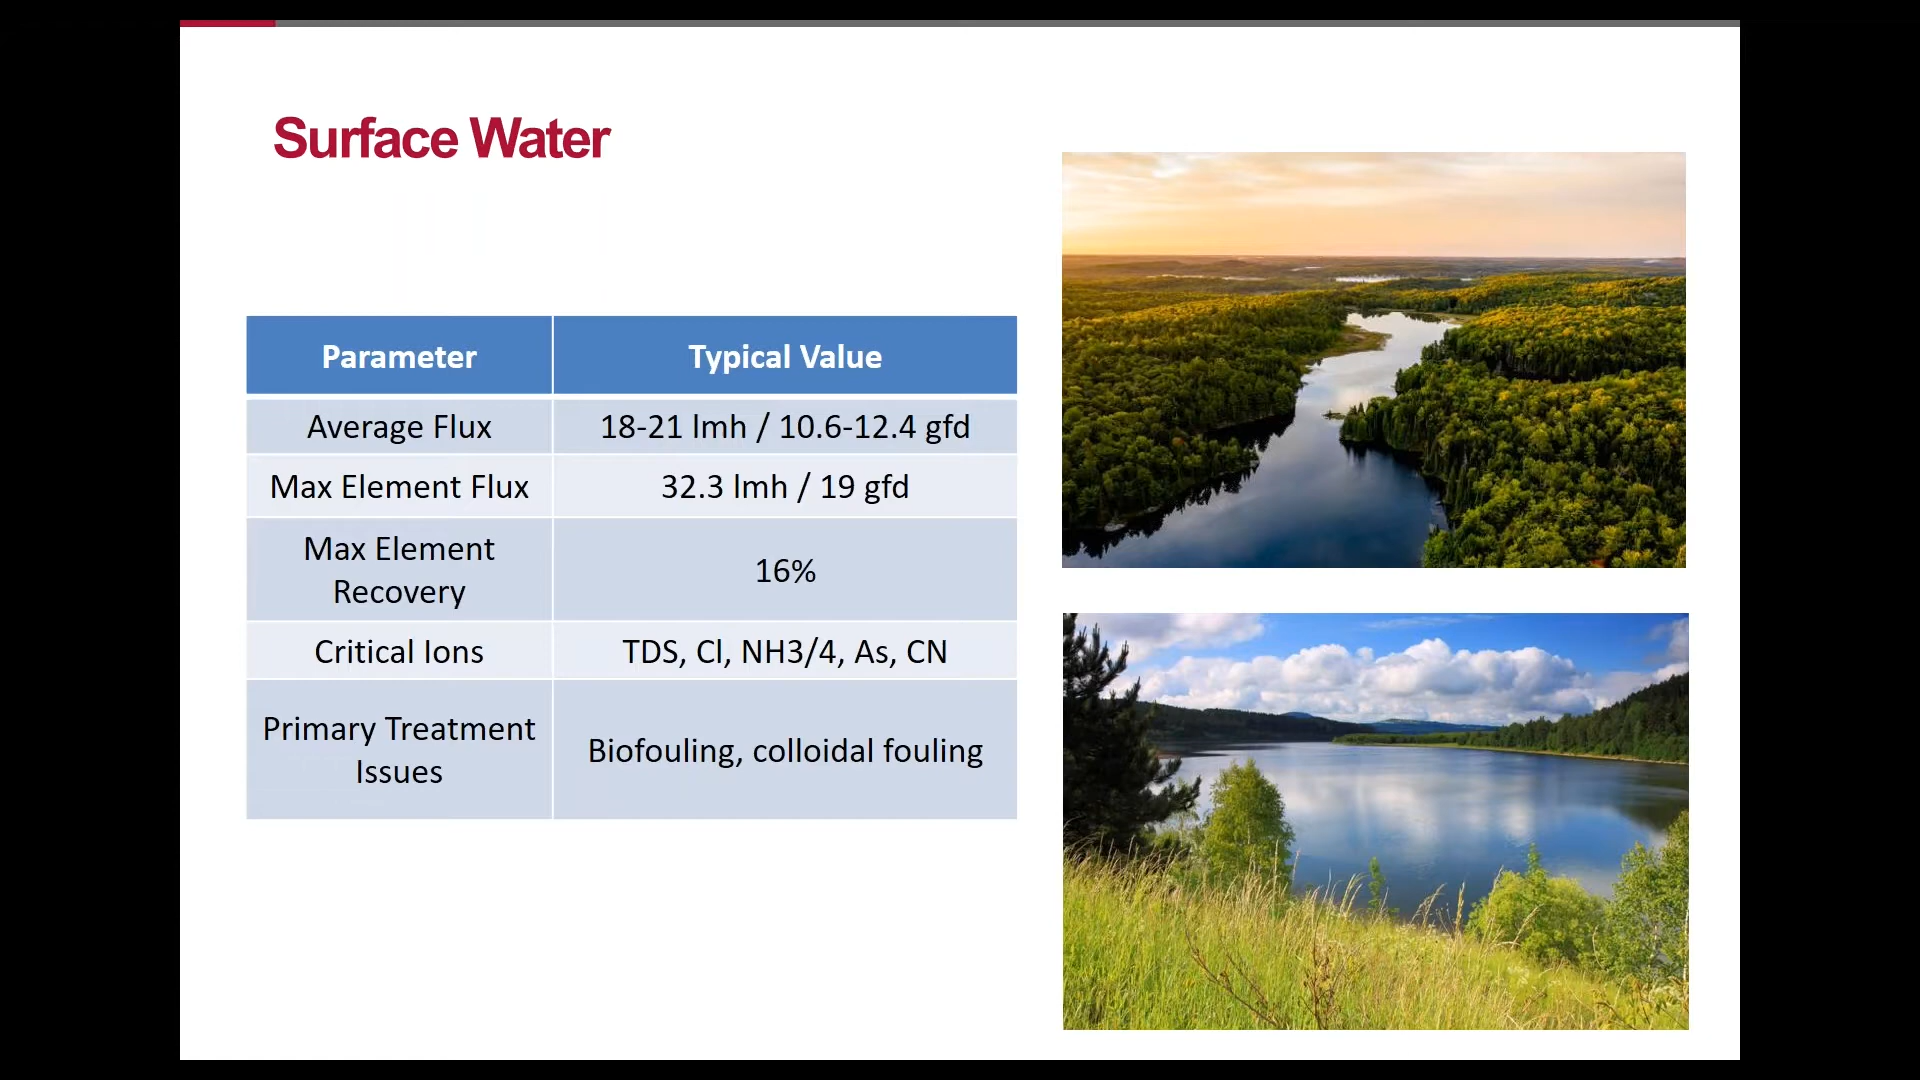 Surface Water
Parameter
Typical Value
Average Flux
18-21 lmh / 10.6-12.4 gfd
Max Element Flux
32.3 lmh / 19 gfd
Max Element
Recovery
16%
Critical Ions
TDS, Cl, NH3/4, As, CN
Primary Treatment
Issues
Biofouling, colloidal fouling